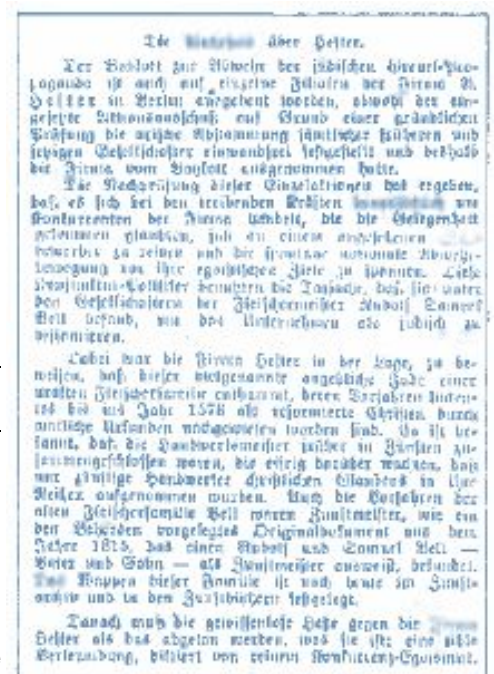 Die über Hefter.
Der Boykott zur Abwehr der jüdischen Greuel-Pro-
paganda ist auch auf einzelne Filialen der Firma A.
Hefter in Berlin ausgedehnt worden, obwohl der ein-
gesetzte Aktionsausschuß auf Grund einer gründlichen
Prüfung die arische Abstammung sämtlicher früheren und
jetzigen Gesellschafter einwandfrei festgestellt und deshalb
die Firma vom Boykott ausgenommen hatte.
Die Nachprüfung dieser Einzelaktionen hat ergeben,
daß es sich bei den treibenden Kräften um
Konkurrenten der Firma handelt, die die Gelegenheit
gekommen glaubten, sich an einem angesehenen
zu reiben und die spontane nationale Abwehr-
bewegung vor ihre egoistischen Ziele zu spannen. Diese
Konjunktur-Politiker benutzten die Tatsache, daß sich unter
den Gesellschaftern der Fleischermeister Rudolf Samuel
Bell befand, um das Unternehmen als jüdisch zu
Dabei war die Firma Hefter in der Lage, zu be-
weisen, daß dieser vielgenannte angebliche Jude einer
uralten Fleischerfamilie entstammt, deren Vorfahren
bis ins Jahr 1578 als reformierte Christen durch
amtliche Urkunden nachgewiesen worden sind. Es ist be-
kannt, daß die Handwerksmeister früher in Zünften zu-
sammengeschlossen waren, die eifrig darüber wachten, daß
nur zünftige Handwerker christlichen Glaubens in ihre
Reihen aufgenommen wurden. Auch die Vorfahren der
alten Fleischerfamilie Bell waren Zunftmeister, wie ein
den Behörden vorgelegtes Originaldokument aus dem
Jahre 1815, das einen Rudolf und Samuel Bell —
Vater und Sohn — als Zunftmeister ausweist, bekundet.
Wappen dieser Familie ist noch heute im Zunft-
archiv und in den Zunftbüchern festgelegt.
Danach muß die gewissenlose Hetze gegen die
Hefter als das abgetan werden, was sie ist: eine üble
Verleumdung, diktiert von reinem Konkurrenz-Egoismus.